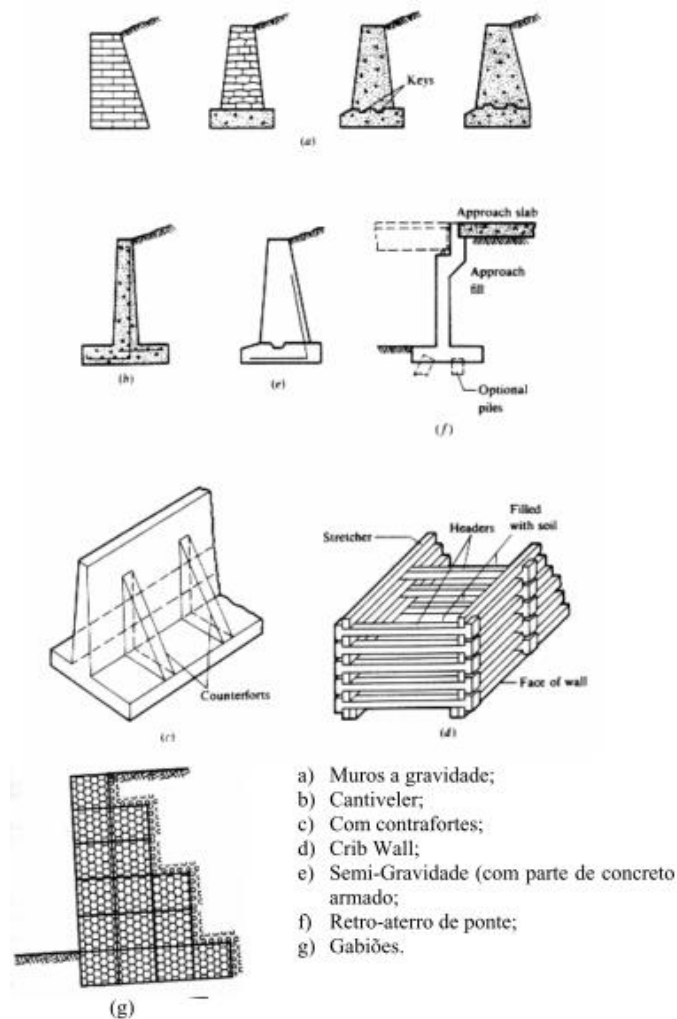 Keys
(a)
Approach slab
Approach
fill
(b)
(e)
Optional
piles
(f)
Filled
with soil
Headers
Stretcher
Counterforts
Face of wall
(c)
(d)
a) Muros a gravidade;
b) Cantiveler;
c) Com contrafortes;
d) Crib Wall;
e) Semi-Gravidade (com parte de concreto
armado;
f) Retro-aterro de ponte;
g) Gabiões.
(g)